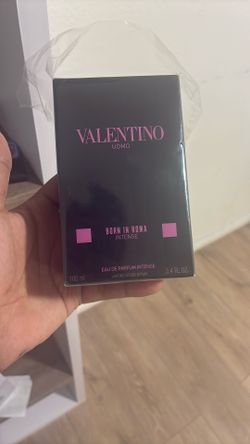 VALENTINO
UOMO
BORN IN ROMA
INTENSE
EAU DE PARFUM INTENSE
100 ml
3.4 FL.OZ.